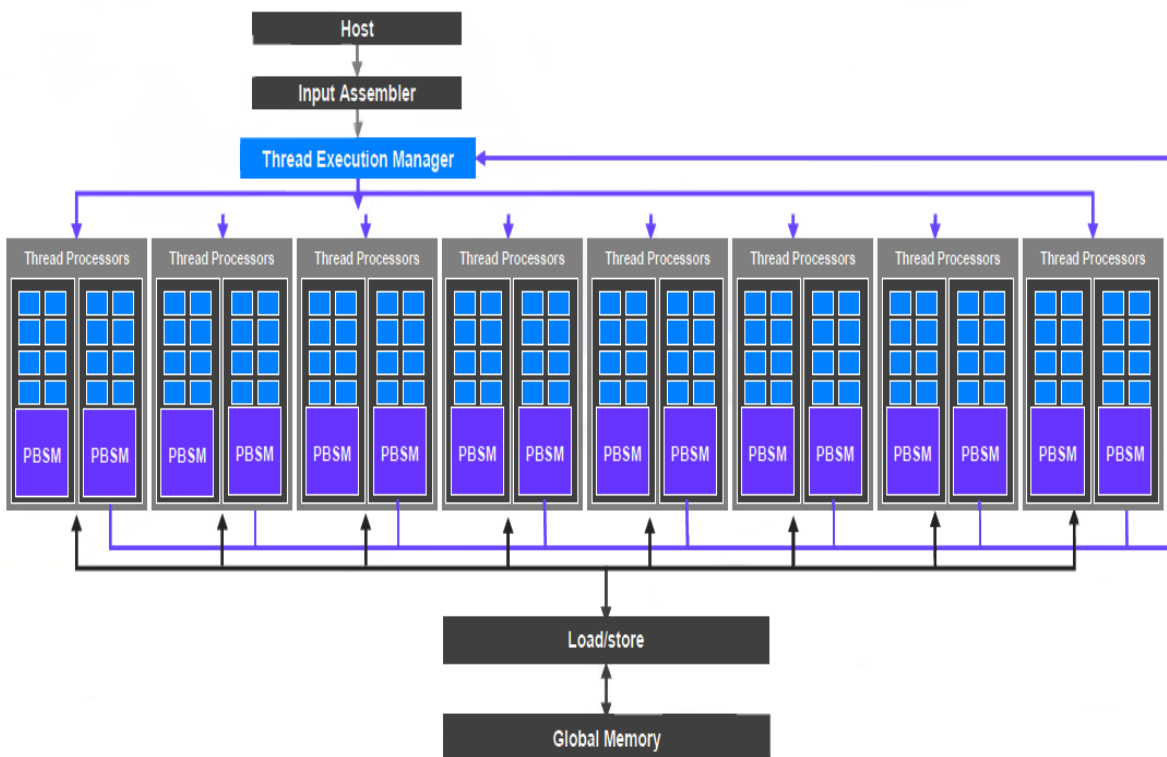 Host
Input Assembler
Thread Execution Manager
Thread Processors Thread Processors Thread Processors Thread Processors Thread Processors Thread Processors Thread Processors Thread Processors
PBSM PBSM PBSM PBSM PBSM PBSM PBSM PBSM PBSM PBSM PBSM PBSM PBSM PBSM PBSM PBSM
Load/store
Global Memory